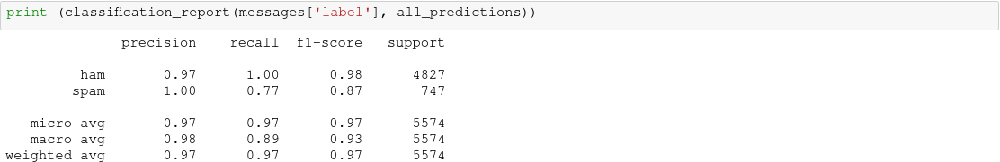 print (classification_report(messages['label'], all_predictions))
precision recall f1-score support
ham 0.97 1.00 0.98 4827
spam 1.00 0.77 0.87 747
micro avg 0.97 0.97 0.97 5574
macro avg 0.98 0.89 0.93 5574
weighted avg 0.97 0.97 0.97 5574